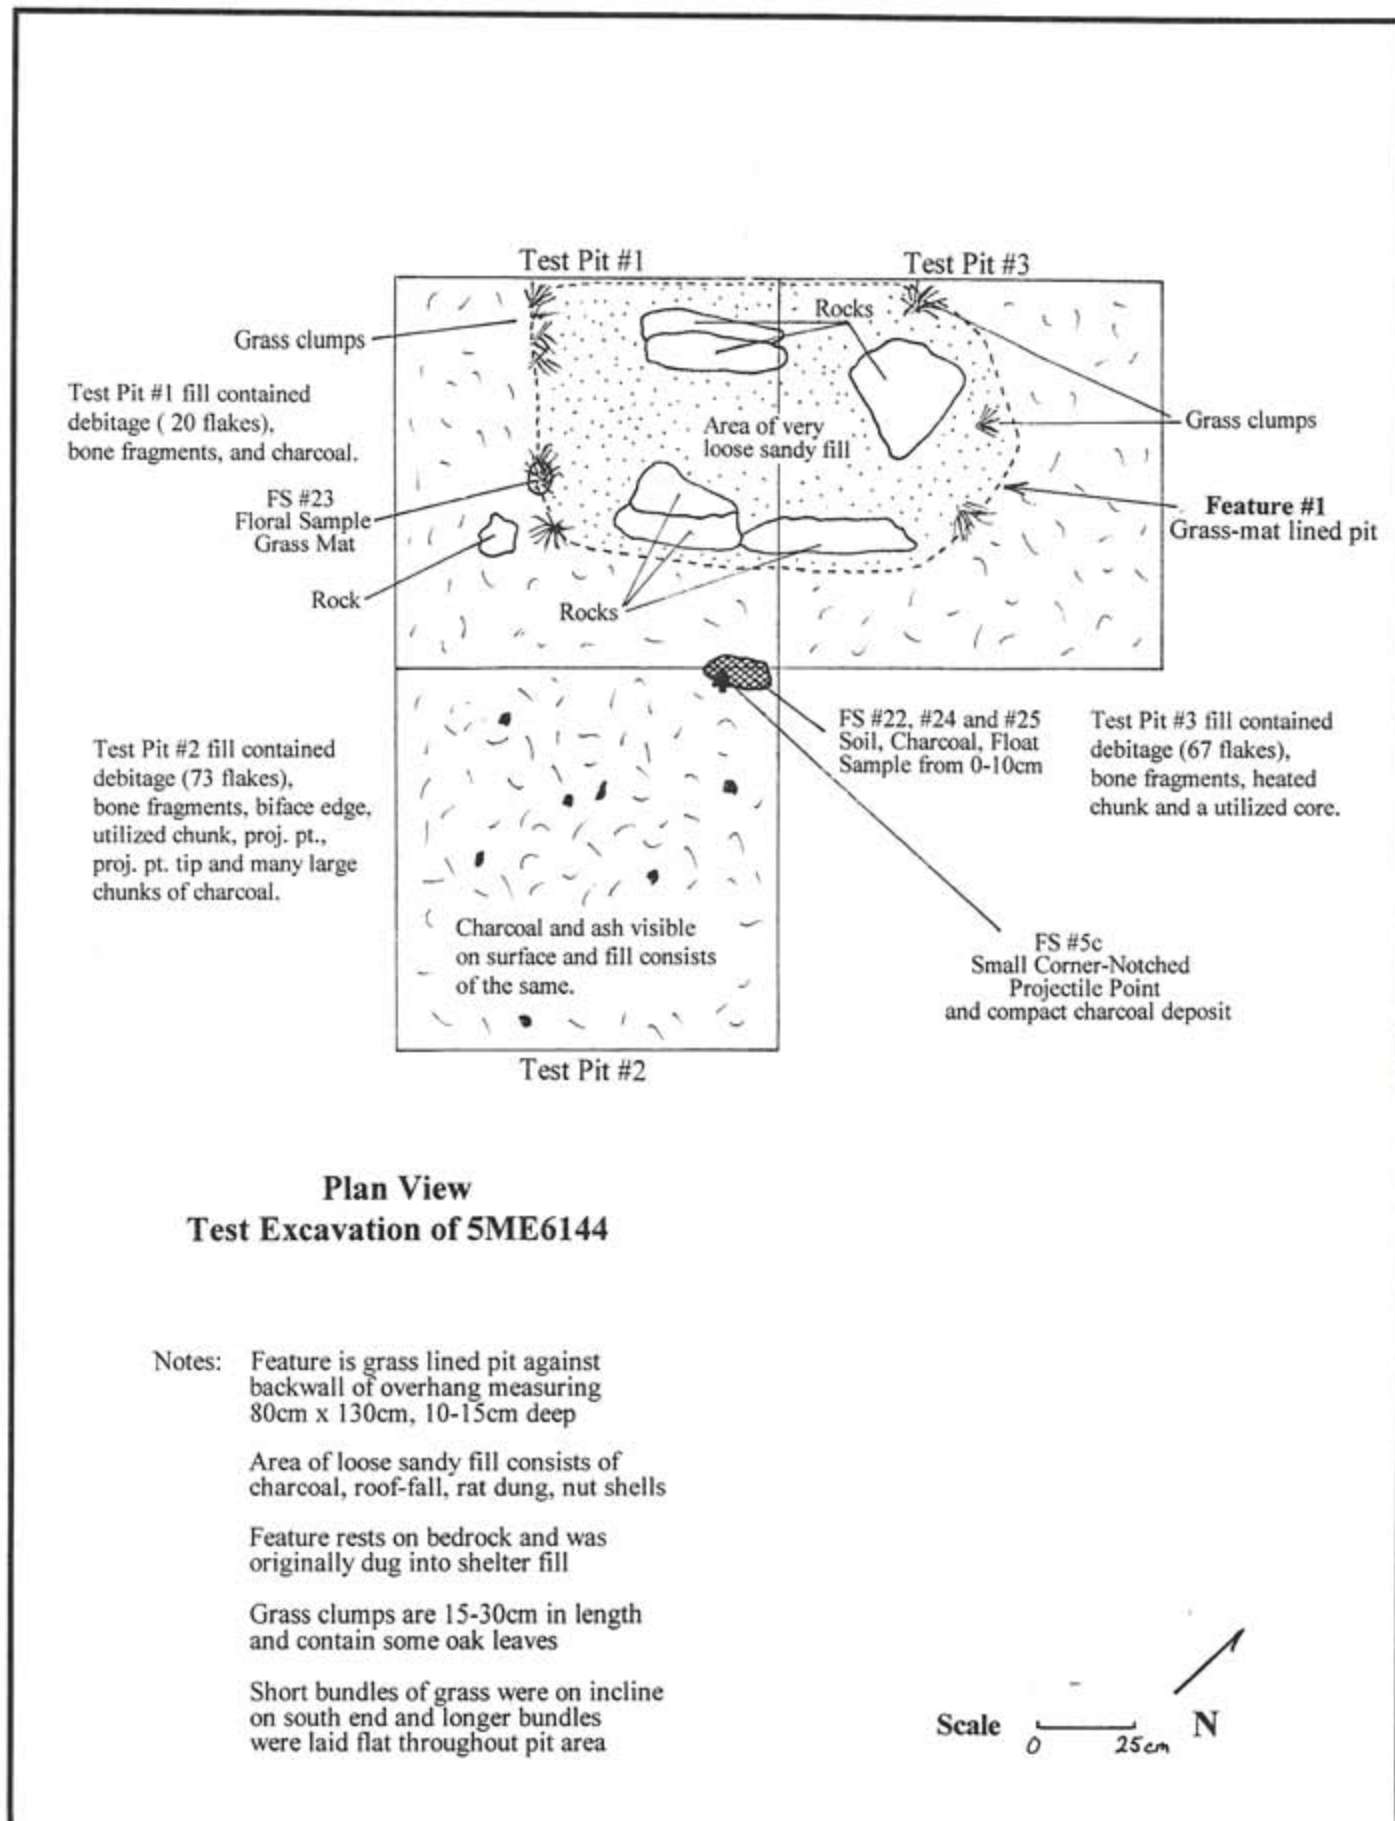 Test Pit #1
Test Pit #3
Rocks
Grass clumps
Test Pit #1 fill contained
debitage ( 20 flakes),
bone fragments, and charcoal.
Area of very
loose sandy fill
Grass clumps
FS #23
Floral Sample
Grass Mat
Feature #1
Grass-mat lined pit
Rock
Rocks
Test Pit #2 fill contained
debitage (73 flakes),
bone fragments, biface edge,
utilized chunk, proj. pt.,
proj. pt. tip and many large
chunks of charcoal.
FS #22, #24 and #25
Soil, Charcoal, Float
Sample from 0-10cm
Test Pit #3 fill contained
debitage (67 flakes),
bone fragments, heated
chunk and a utilized core.
Charcoal and ash visible
on surface and fill consists
of the same.
FS #5c
Small Corner-Notched
Projectile Point
and compact charcoal deposit
Test Pit #2
Plan View
Test Excavation of 5ME6144
Notes:
Feature is grass lined pit against
backwall of overhang measuring
80cm x 130cm, 10-15cm deep
Area of loose sandy fill consists of
charcoal, roof-fall, rat dung, nut shells
Feature rests on bedrock and was
originally dug into shelter fill
Grass clumps are 15-30cm in length
and contain some oak leaves
Short bundles of grass were on incline
on south end and longer bundles
were laid flat throughout pit area
Scale
0
25cm
N